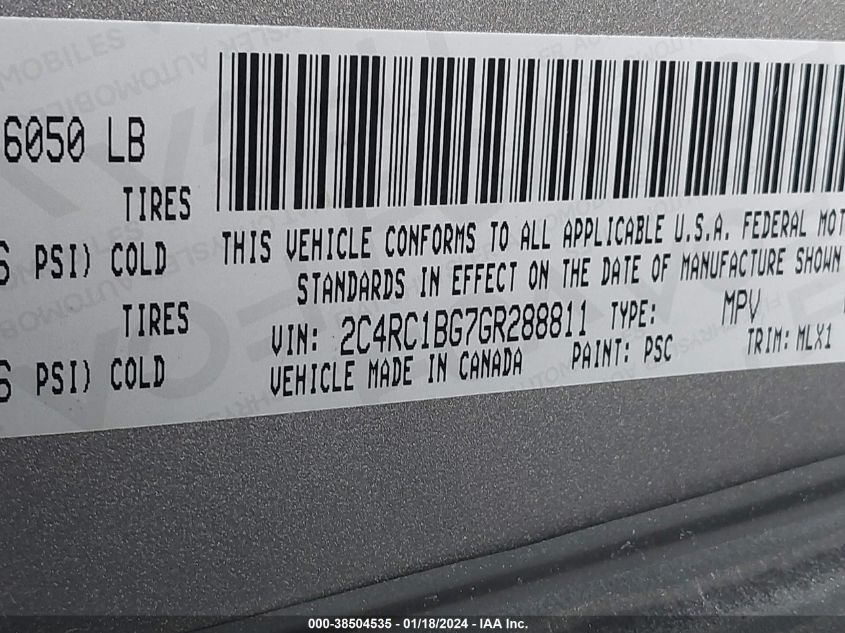 6050 LB
TIRES
PSI) COLD
PSI) COLD
THIS VEHICLE CONFORMS TO ALL APPLICABLE U.S.A. FEDERAL MOT
STANDARDS IN EFFECT ON THE DATE OF MANUFACTURE SHOWN
VIN: 2C4RC1BG7GR288811 TYPE: MPV
VEHICLE MADE IN CANADA PAINT: PSC TRIM: MLX1
000-38504535 - 01/18/2024 - IAA Inc.